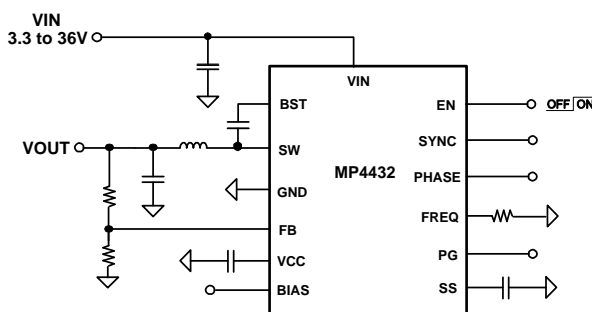 VIN
3.3 to 36V
VIN
BST
EN
OFF ON
SYNC
VOUT
SW
MP4432
PHASE
GND
FREQ
FB
PG
VCC
SS
BIAS